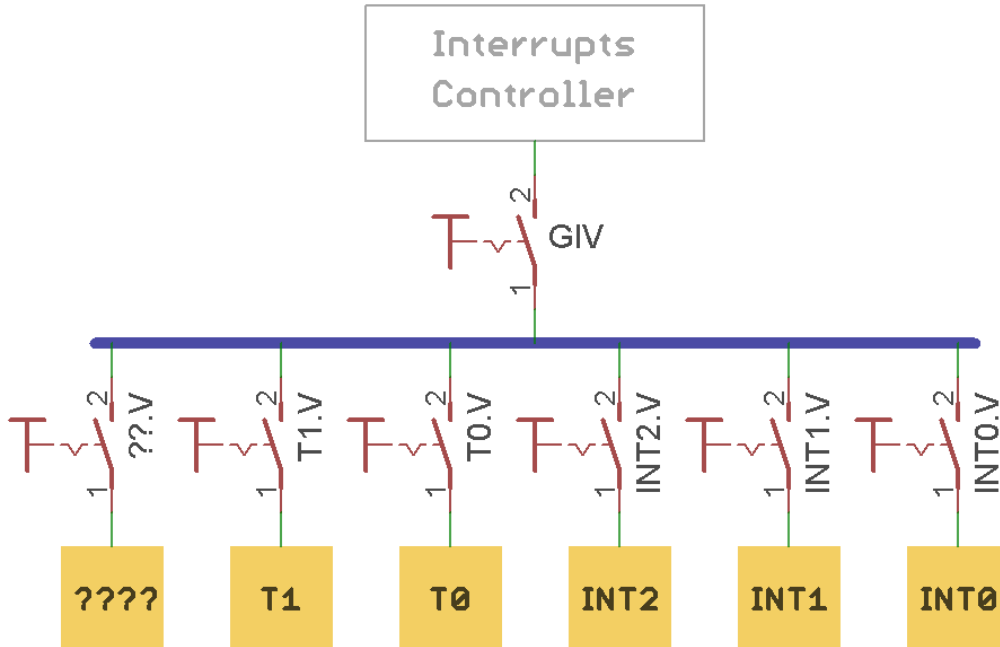 Interrupts
Controller
2
GIV
1
2 2 2 2 2 2
??.V T1.V T0.V INT2.V INT1.V INT0.V
1 1 1 1 1 1
???? T1 T0 INT2 INT1 INT0